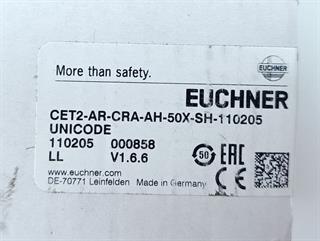 More than safety.
EUCHNER
EUCHNER
CET2-AR-CRA-AH-50X-SH-110205
UNICODE
110205 000858
LL V1.6.6
50
EAC
www.euchner.com
DE-70771 Leinfelden Made in Germany CE